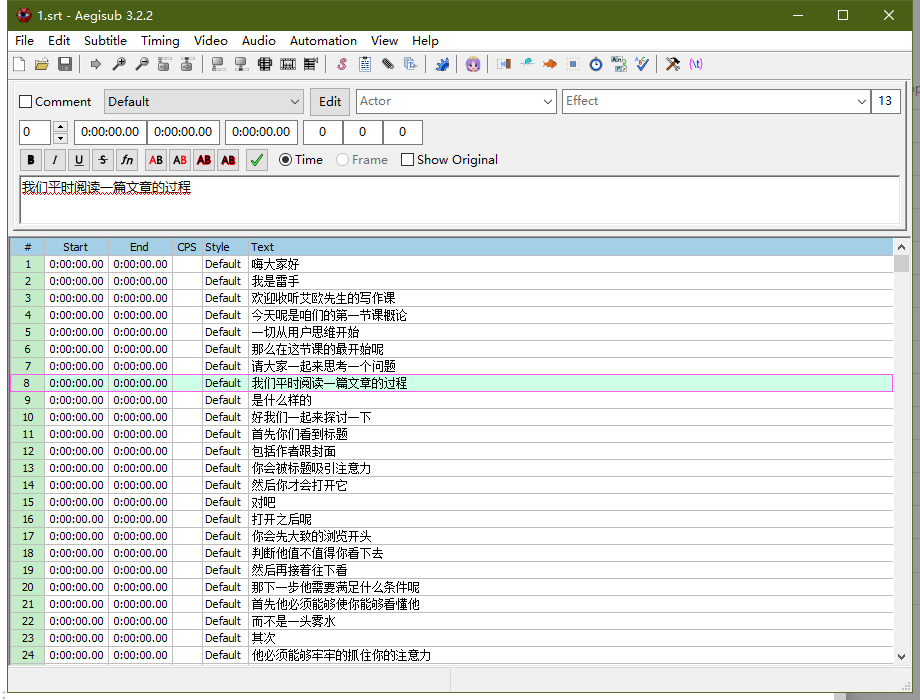 1.srt - Aegisub 3.2.2
File Edit Subtitle Timing Video Audio Automation View Help
Comment Default Edit Actor Effect 13
0 0:00:00.00 0:00:00.00 0:00:00.00 0 0 0
B I U S fn AB AB AB AB Time Frame Show Original
我们平时阅读一篇文章的过程
# Start End CPS Style Text
1 0:00:00.00 0:00:00.00 Default 嗨大家好
2 0:00:00.00 0:00:00.00 Default 我是雷手
3 0:00:00.00 0:00:00.00 Default 欢迎收听艾欧先生的写作课
4 0:00:00.00 0:00:00.00 Default 今天呢是咱们的第一节课概论
5 0:00:00.00 0:00:00.00 Default 一切从用户思维开始
6 0:00:00.00 0:00:00.00 Default 那么在这节课的最开始呢
7 0:00:00.00 0:00:00.00 Default 请大家一起来思考一个问题
8 0:00:00.00 0:00:00.00 Default 我们平时阅读一篇文章的过程
9 0:00:00.00 0:00:00.00 Default 是什么样的
10 0:00:00.00 0:00:00.00 Default 好我们一起来探讨一下
11 0:00:00.00 0:00:00.00 Default 首先你们看到标题
12 0:00:00.00 0:00:00.00 Default 包括作者跟封面
13 0:00:00.00 0:00:00.00 Default 你会被标题吸引注意力
14 0:00:00.00 0:00:00.00 Default 然后你才会打开它
15 0:00:00.00 0:00:00.00 Default 对吧
16 0:00:00.00 0:00:00.00 Default 打开之后呢
17 0:00:00.00 0:00:00.00 Default 你会先大致的浏览开头
18 0:00:00.00 0:00:00.00 Default 判断他值不值得你看下去
19 0:00:00.00 0:00:00.00 Default 然后再接着往下看
20 0:00:00.00 0:00:00.00 Default 那下一步他需要满足什么条件呢
21 0:00:00.00 0:00:00.00 Default 首先他必须能够使你能够看懂他
22 0:00:00.00 0:00:00.00 Default 而不是一头雾水
23 0:00:00.00 0:00:00.00 Default 其次
24 0:00:00.00 0:00:00.00 Default 他必须能够牢牢的抓住你的注意力